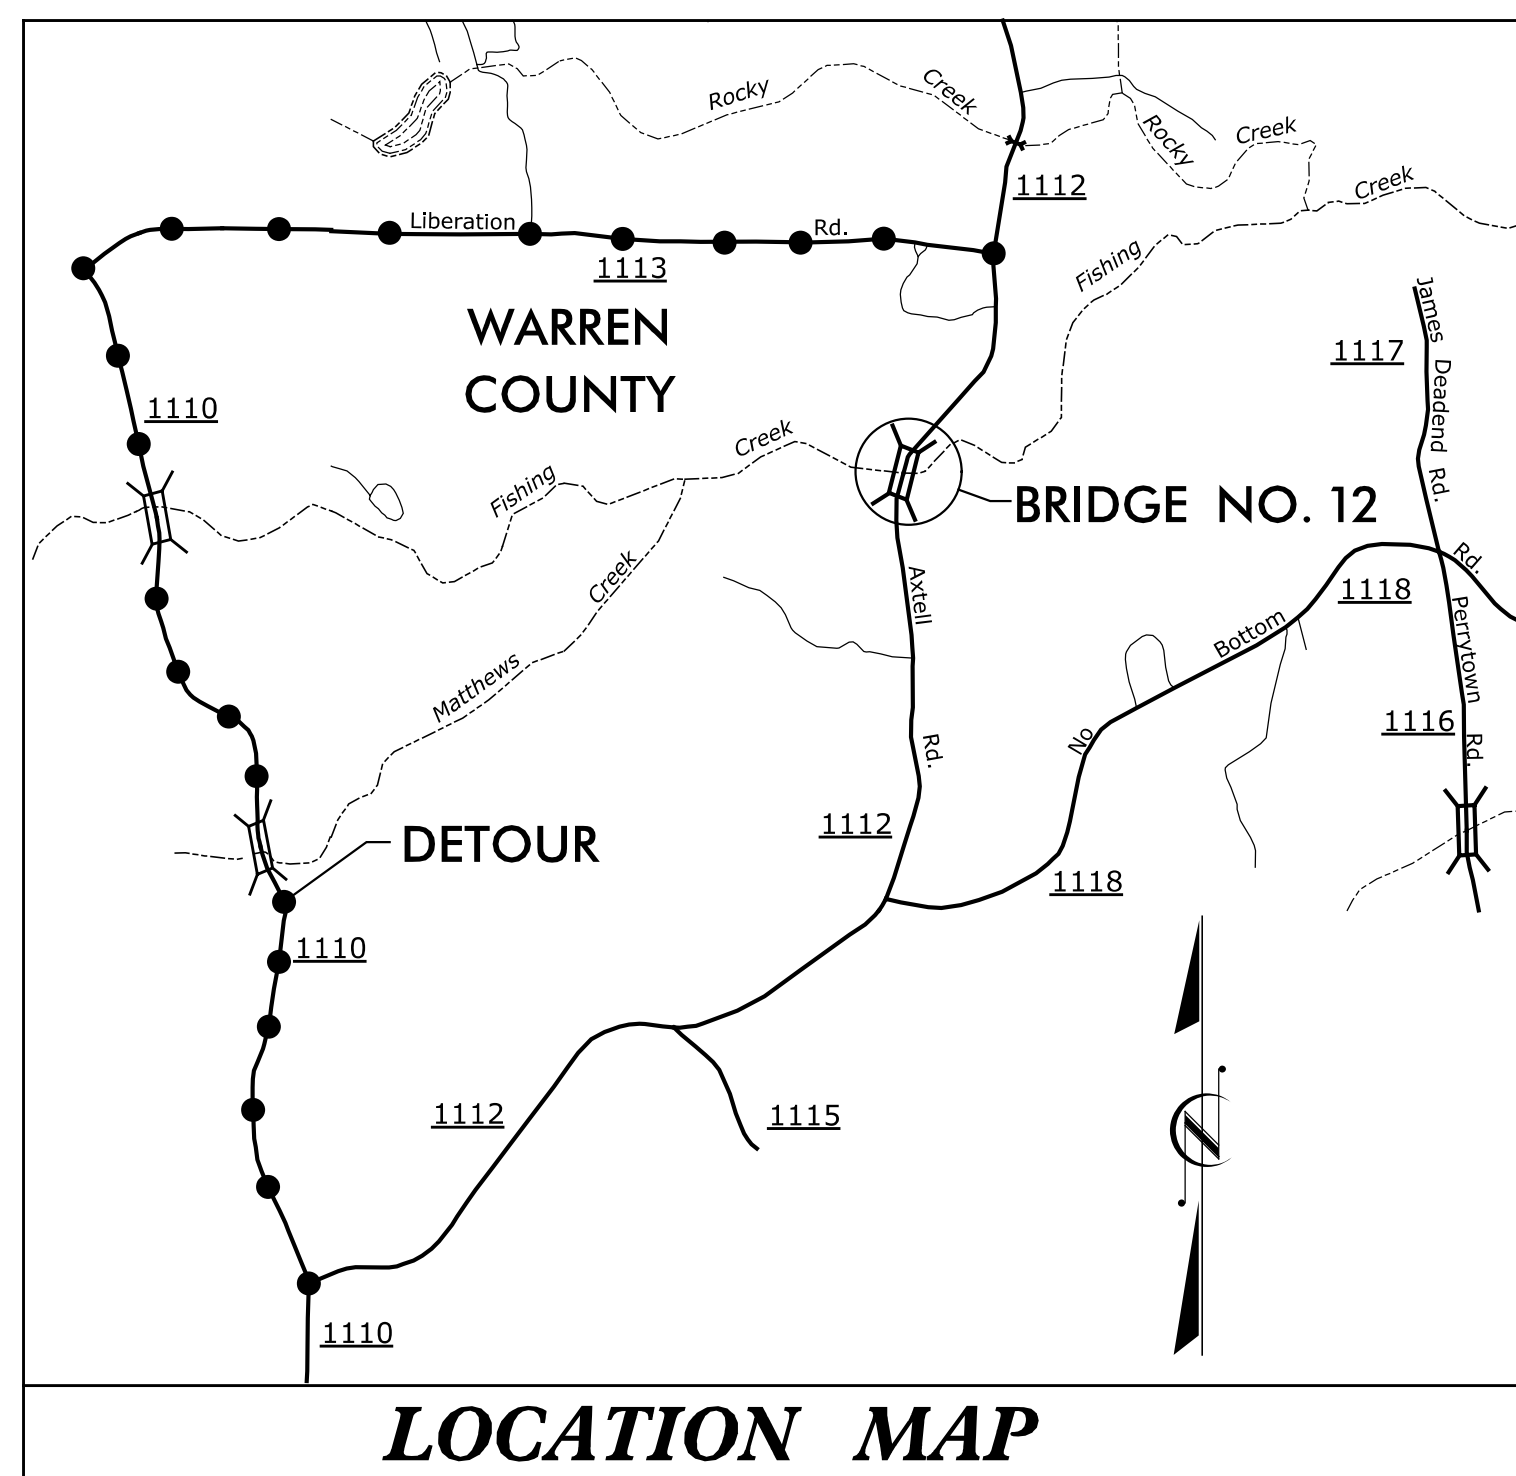 Rocky Creek
Rocky Creek
Creek
1112
Liberation Rd.
1113
Fishing
James Deadend Rd.
1117
WARREN
COUNTY
1110
Fishing Creek
BRIDGE NO. 12
Matthews Creek
Axtell Rd.
1118
No Bottom Rd.
Perrytown Rd.
1116
1112
DETOUR
1118
1110
1112
1115
N
1110
LOCATION MAP